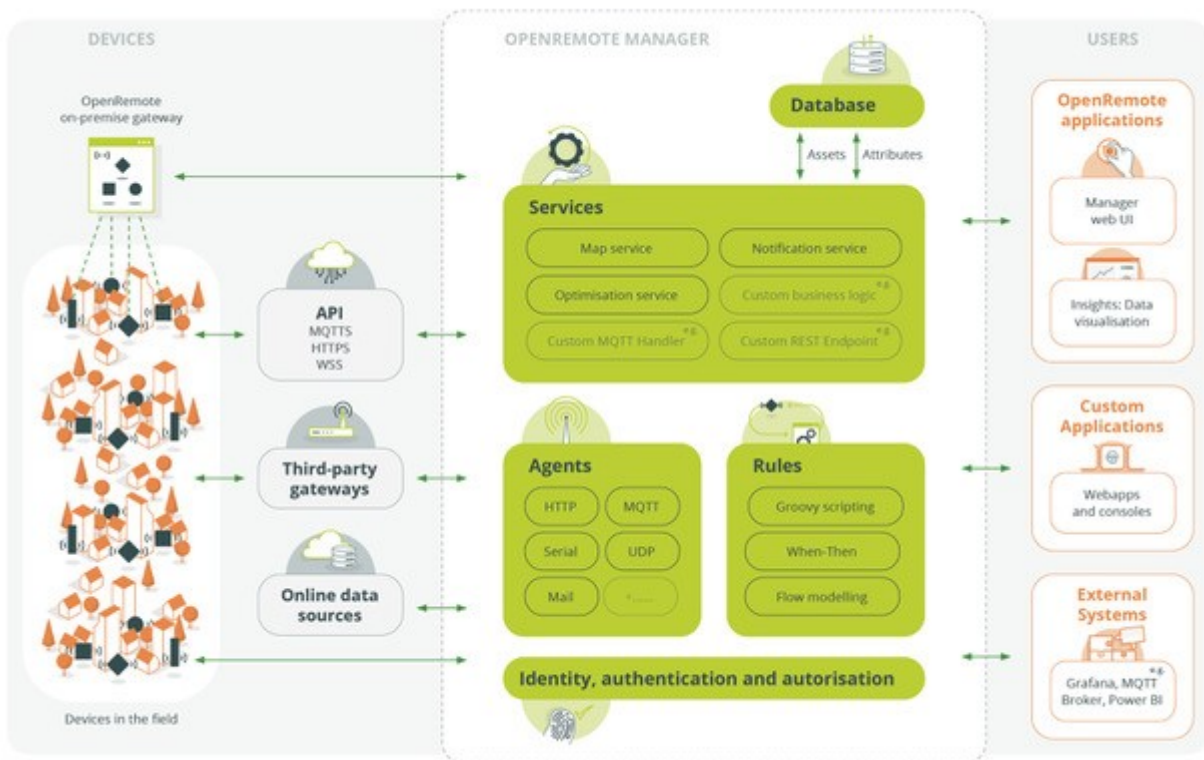 DEVICES
OpenRemote
on-premise gateway
Devices in the field
API
MQTTS
HTTPS
WSS
Third-party
gateways
Online data
sources
OPENREMOTE MANAGER
Database
Assets
Attributes
Services
Map service
Notification service
Optimisation service
Custom business logic
Custom MQTT Handler
Custom REST Endpoint
Agents
HTTP
MQTT
Serial
UDP
Mail
Rules
Groovy scripting
When-Then
Flow modelling
Identity, authentication and autorisation
USERS
OpenRemote
applications
Manager
web UI
Insights: Data
visualisation
Custom
Applications
Webapps
and consoles
External
Systems
Grafana, MQTT
Broker, Power BI